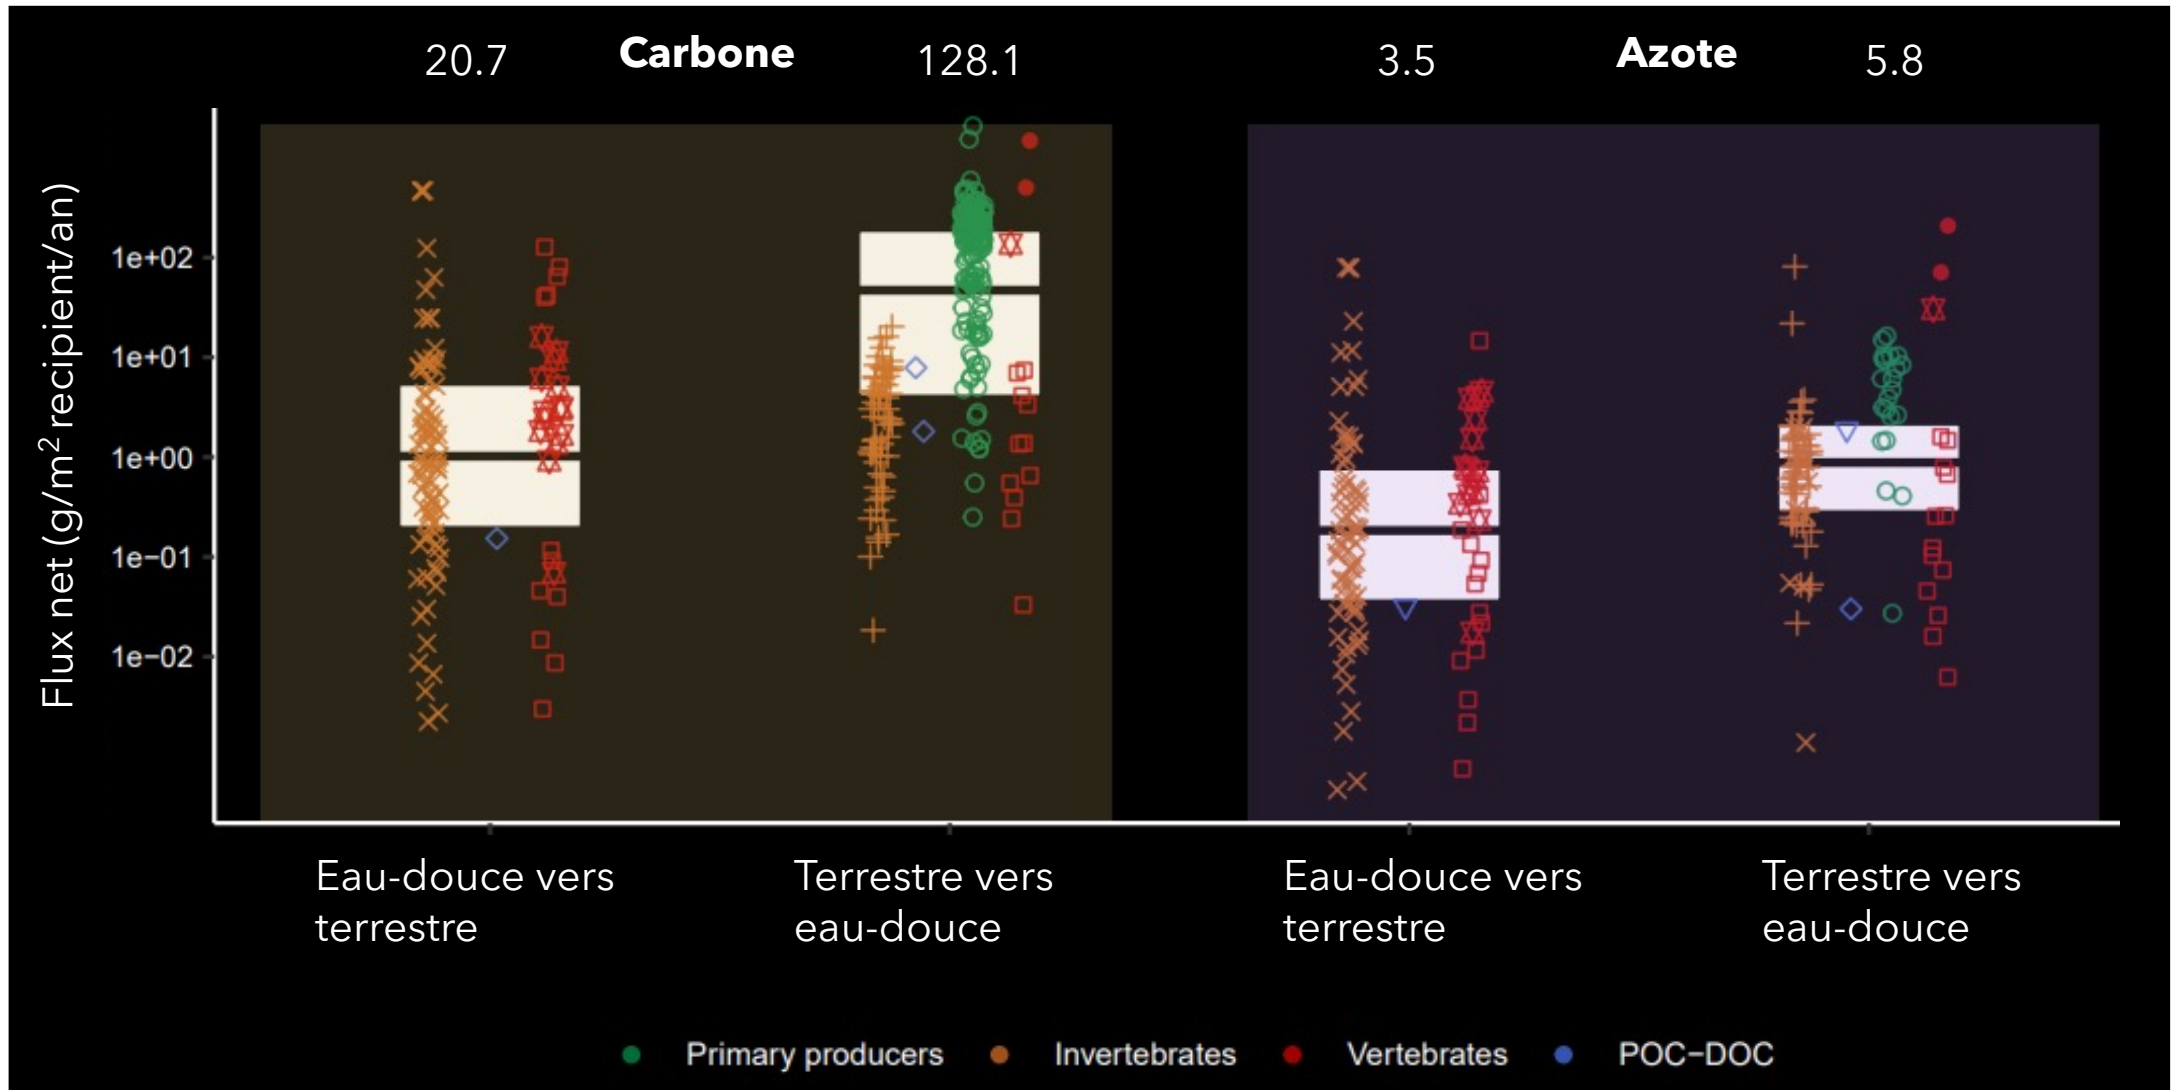 20.7 Carbone 128.1 3.5 Azote 5.8
Flux net (g/m² recipient/an)
1e+02
1e+01
1e+00
1e−01
1e−02
Eau-douce vers
terrestre
Terrestre vers
eau-douce
Eau-douce vers
terrestre
Terrestre vers
eau-douce
Primary producers Invertebrates Vertebrates POC−DOC